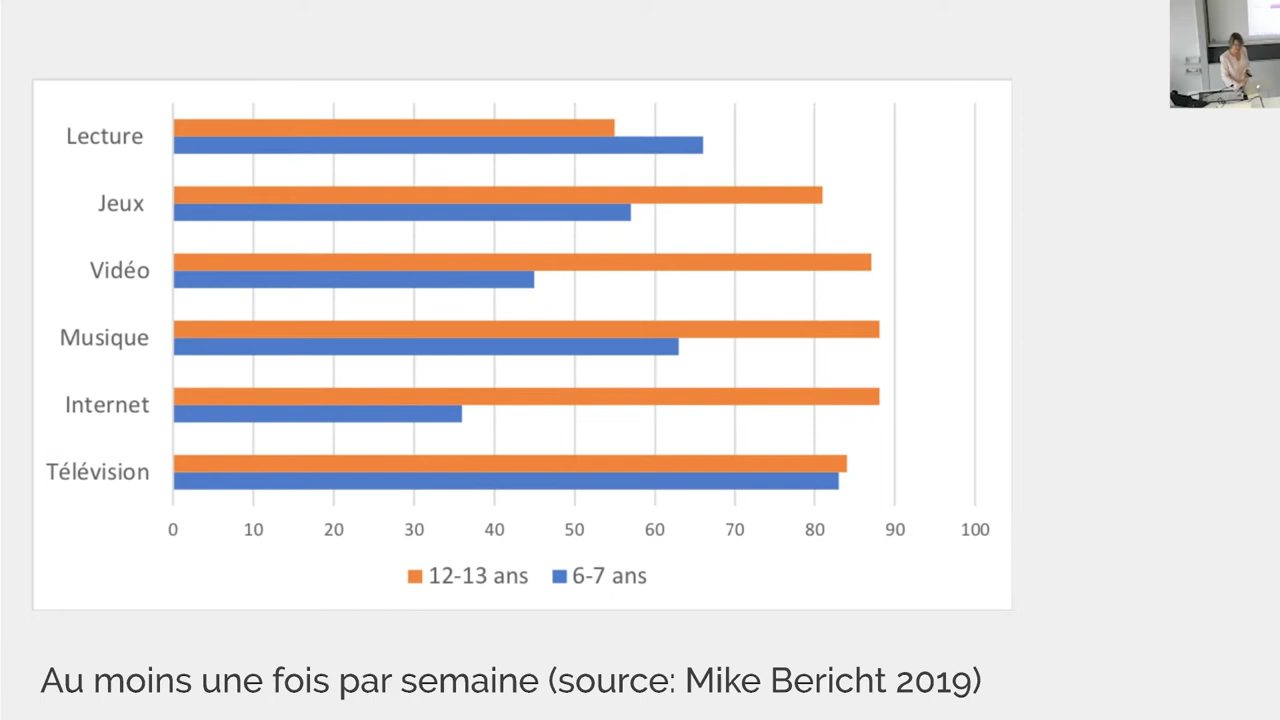 Lecture
Jeux
Vidéo
Musique
Internet
Télévision
0 10 20 30 40 50 60 70 80 90 100
12-13 ans 6-7 ans
Au moins une fois par semaine (source: Mike Bericht 2019)